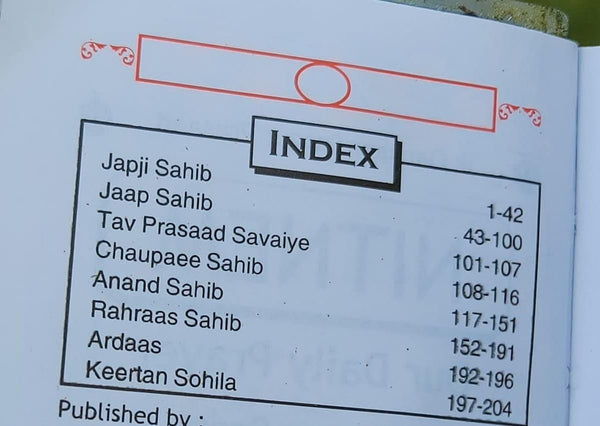 INDEX
Japji Sahib 1-42
Jaap Sahib 43-100
Tav Prasaad Savaiye 101-107
Chaupaee Sahib 108-116
Anand Sahib 117-151
Rahraas Sahib 152-191
Ardaas 192-196
Keertan Sohila 197-204
Published by :